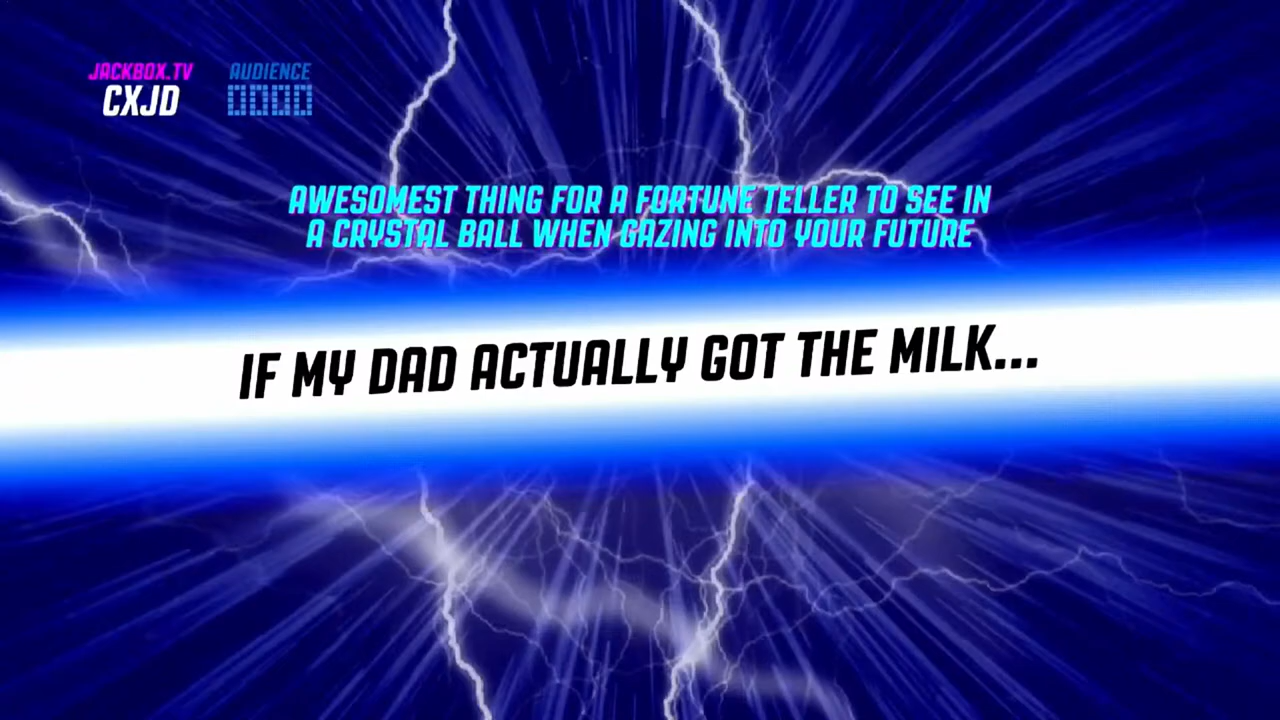 JACKBOX.TV
CXJD
AUDIENCE
AWESOMEST THING FOR A FORTUNE TELLER TO SEE IN
A CRYSTAL BALL WHEN GAZING INTO YOUR FUTURE
IF MY DAD ACTUALLY GOT THE MILK...